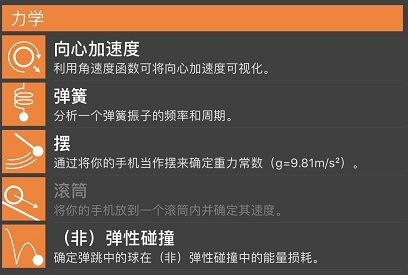 力学
向心加速度
利用角速度函数可将向心加速度可视化。
弹簧
分析一个弹簧振子的频率和周期。
摆
通过将你的手机当作摆来确定重力常数（g=9.81m/s²）。
滚筒
将你的手机放到一个滚筒内并确定其速度。
（非）弹性碰撞
确定弹跳中的球在（非）弹性碰撞中的能量损耗。